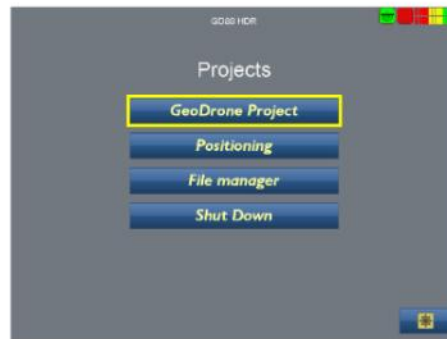 GD80 HDR
Projects
GeoDrone Project
Positioning
File manager
Shut Down